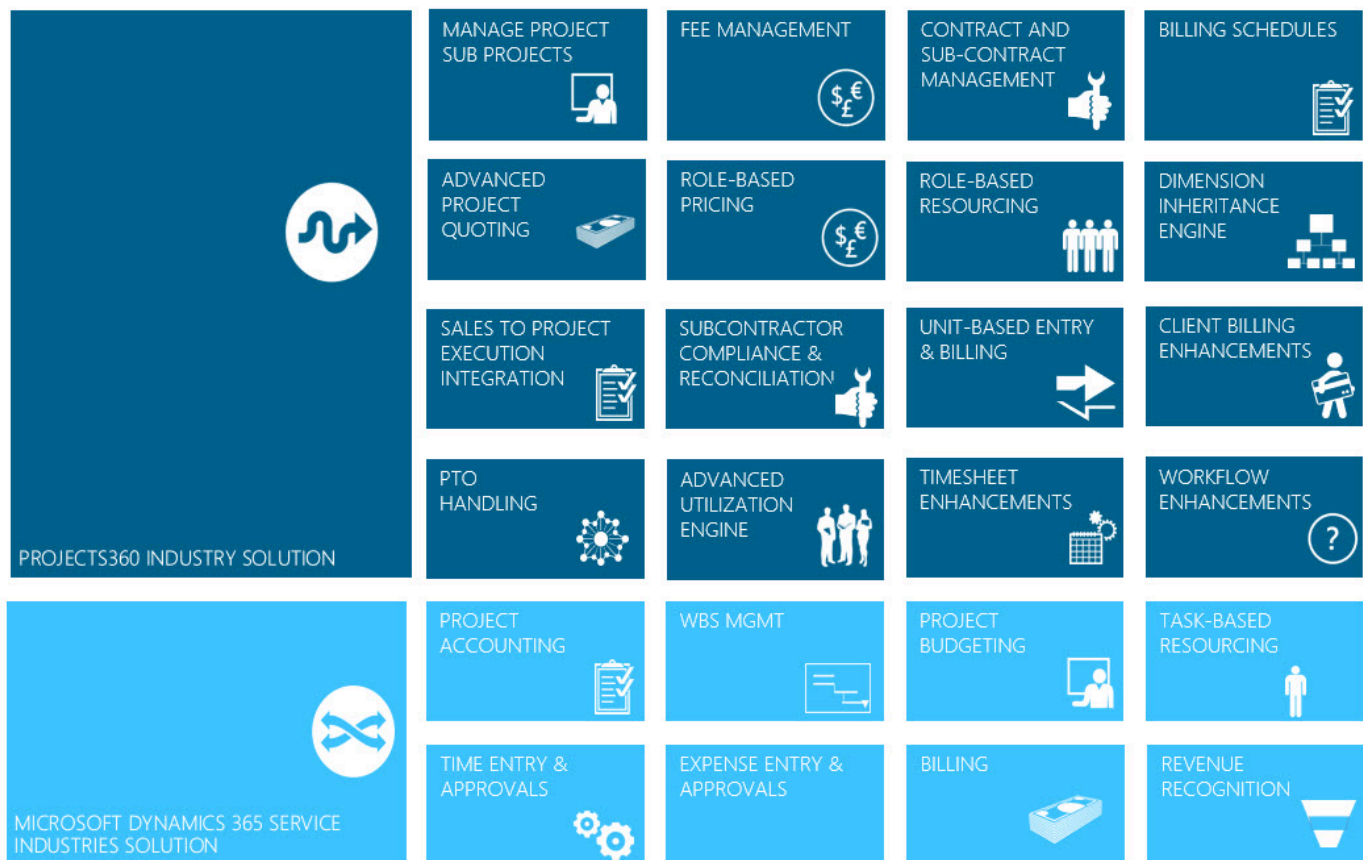 MANAGE PROJECT
SUB PROJECTS
FEE MANAGEMENT
$€£
CONTRACT AND
SUB-CONTRACT
MANAGEMENT
BILLING SCHEDULES
ADVANCED
PROJECT
QUOTING
ROLE-BASED
PRICING
$€£
ROLE-BASED
RESOURCING
DIMENSION
INHERITANCE
ENGINE
SALES TO PROJECT
EXECUTION
INTEGRATION
SUBCONTRACTOR
COMPLIANCE &
RECONCILIATION
UNIT-BASED ENTRY
& BILLING
CLIENT BILLING
ENHANCEMENTS
PTO
HANDLING
ADVANCED
UTILIZATION
ENGINE
TIMESHEET
ENHANCEMENTS
WORKFLOW
ENHANCEMENTS
?
PROJECTS360 INDUSTRY SOLUTION
PROJECT
ACCOUNTING
WBS MGMT
PROJECT
BUDGETING
TASK-BASED
RESOURCING
TIME ENTRY &
APPROVALS
EXPENSE ENTRY &
APPROVALS
BILLING
REVENUE
RECOGNITION
MICROSOFT DYNAMICS 365 SERVICE
INDUSTRIES SOLUTION